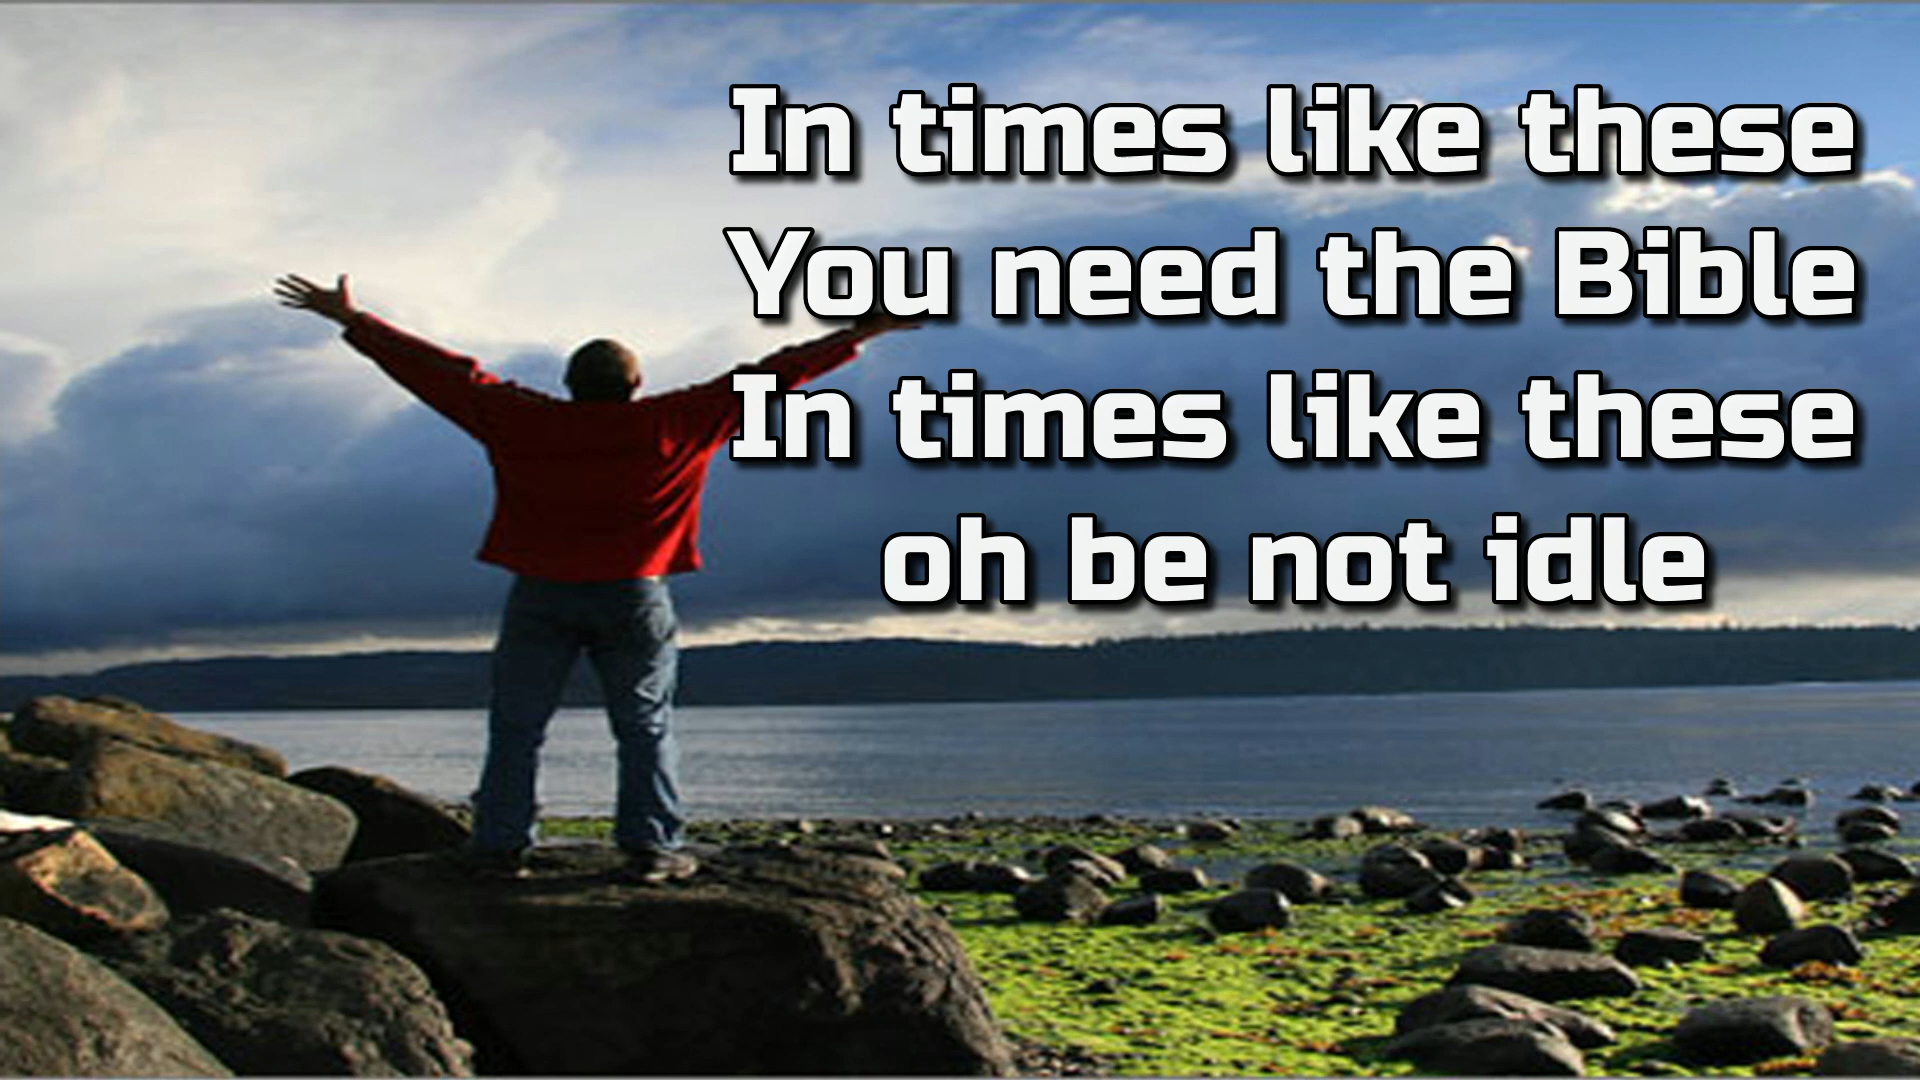 In times like these
You need the Bible
In times like these
oh be not idle